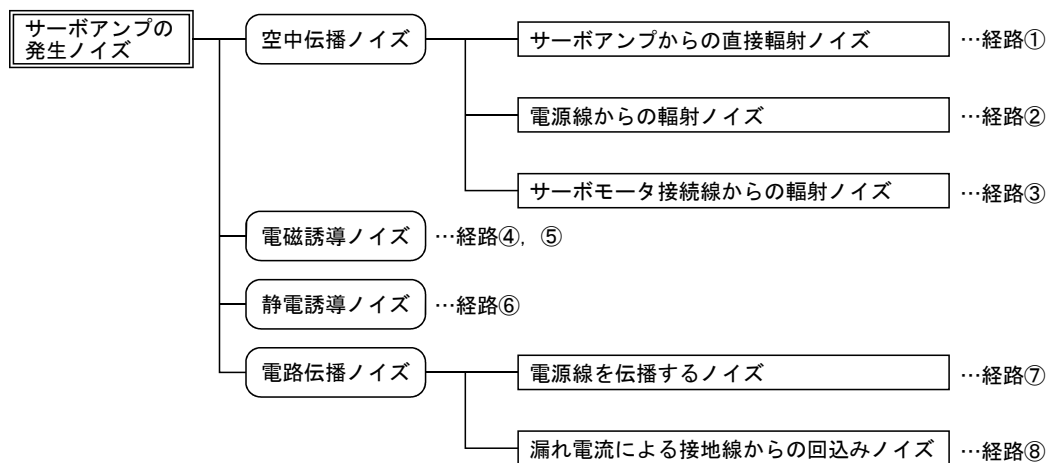 サーボアンプの
発生ノイズ
空中伝播ノイズ
サーボアンプからの直接輻射ノイズ …経路①
電源線からの輻射ノイズ …経路②
サーボモータ接続線からの輻射ノイズ …経路③
電磁誘導ノイズ …経路④，⑤
静電誘導ノイズ …経路⑥
電路伝播ノイズ
電源線を伝播するノイズ …経路⑦
漏れ電流による接地線からの回込みノイズ …経路⑧